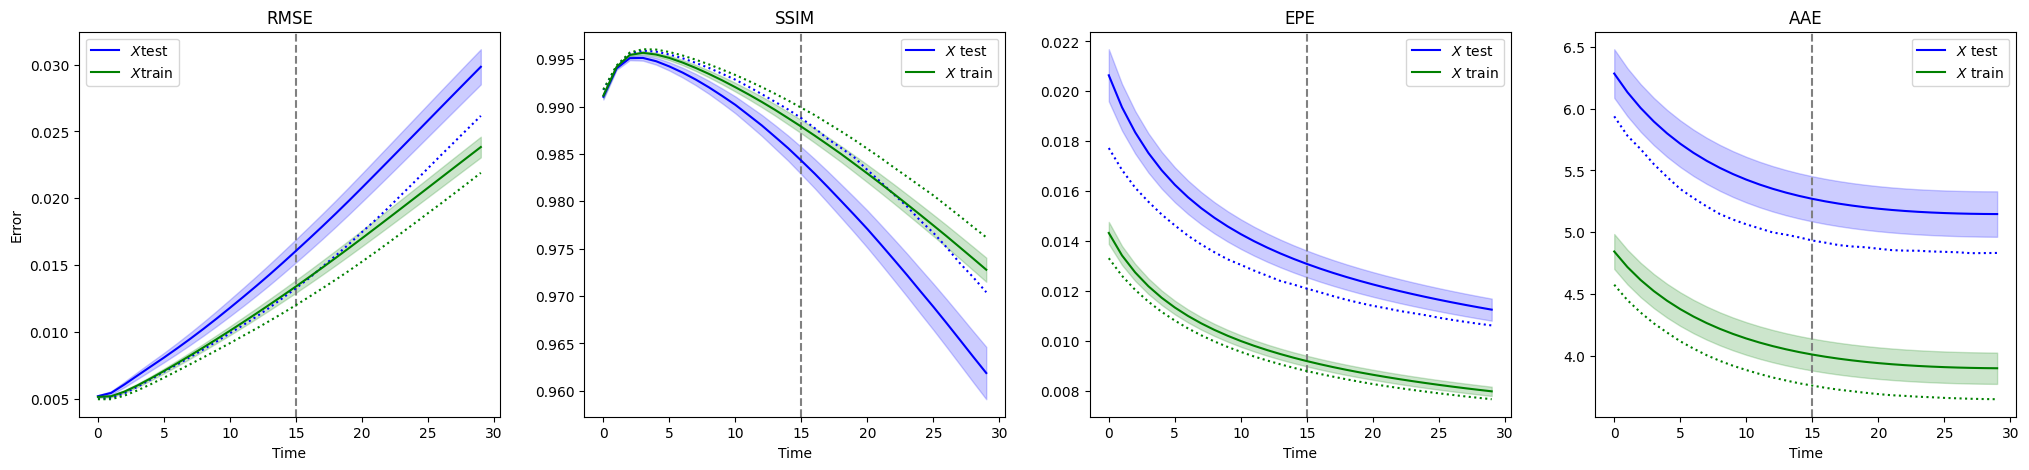 RMSE
Error
0.030
0.025
0.020
0.015
0.010
0.005
Xtest
Xtrain
0 5 10 15 20 25 30
Time
SSIM
0.995
0.990
0.985
0.980
0.975
0.970
0.965
0.960
X test
X train
0 5 10 15 20 25 30
Time
EPE
0.022
0.020
0.018
0.016
0.014
0.012
0.010
0.008
X test
X train
0 5 10 15 20 25 30
Time
AAE
6.5
6.0
5.5
5.0
4.5
4.0
X test
X train
0 5 10 15 20 25 30
Time